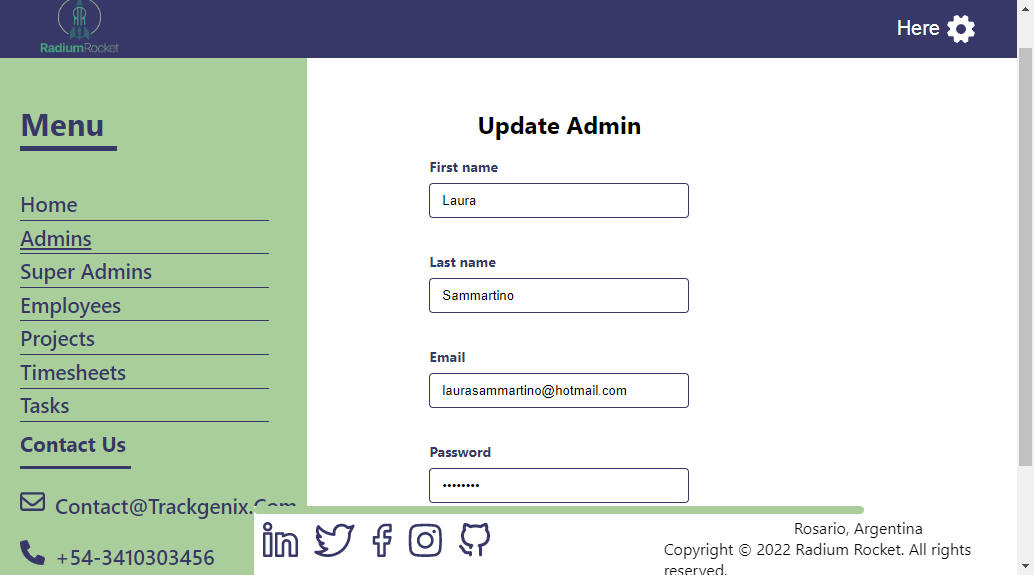 RadiumRocket
Here
Menu
Home
Admins
Super Admins
Employees
Projects
Timesheets
Tasks
Contact Us
Contact@Trackgenix.Com
+54-3410303456
Update Admin
First name
Laura
Last name
Sammartino
Email
laurasammartino@hotmail.com
Password
••••••••
Rosario, Argentina
Copyright © 2022 Radium Rocket. All rights
reserved.